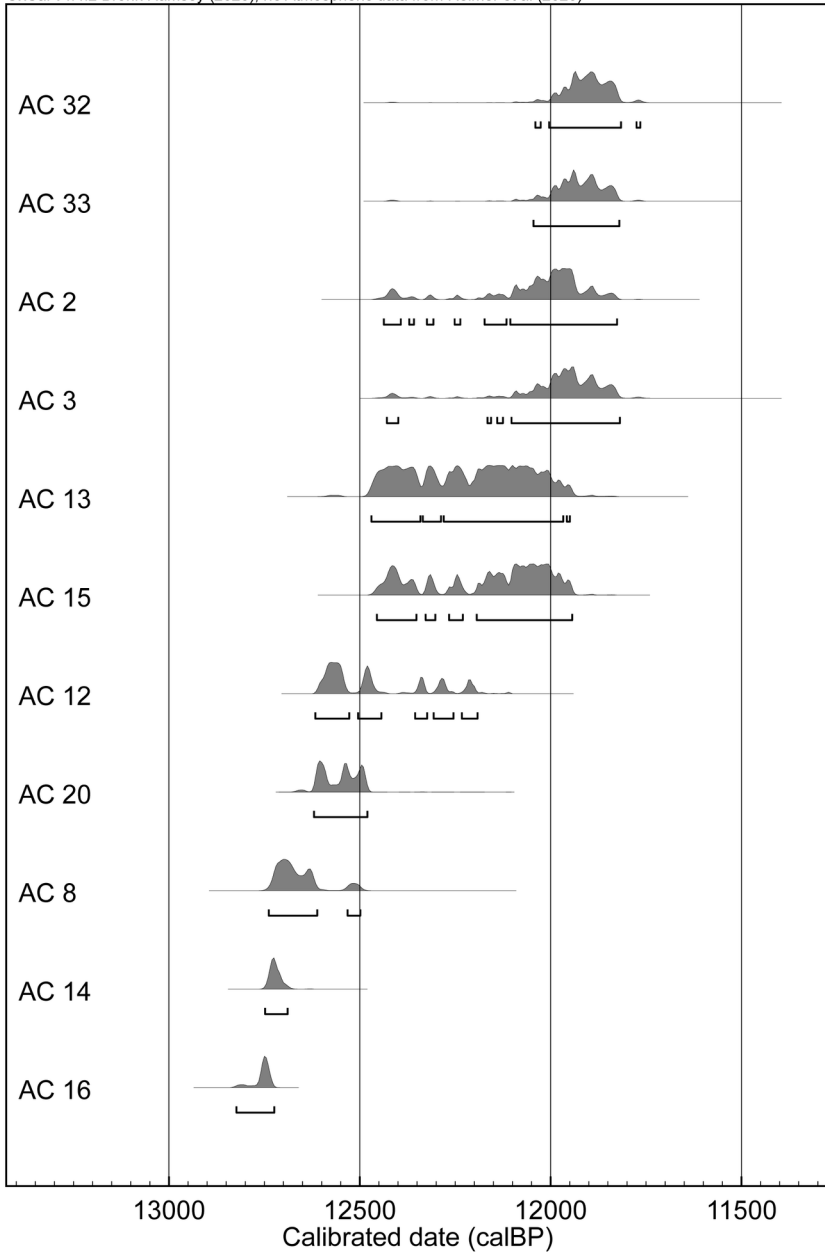 AC 32
AC 33
AC 2
AC 3
AC 13
AC 15
AC 12
AC 20
AC 8
AC 14
AC 16
13000 12500 12000 11500
Calibrated date (calBP)